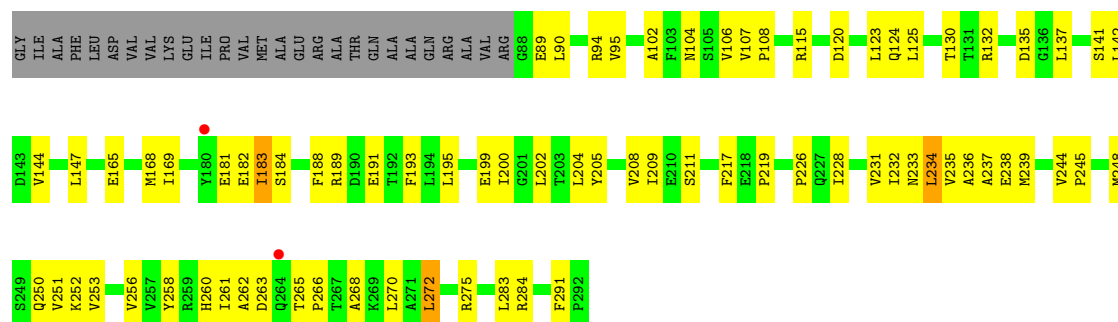 GLY ILE ALA PHE LEU ASP VAL VAL LYS GLU ILE PRO VAL MET ALA GLU ARG ALA THR GLN ALA ALA GLN ARG ALA VAL ARG G88 E89 L90 R94 V95 A102 F103 N104 S105 V106 V107 P108 R115 D120 L123 Q124 L125 T130 T131 R132 D135 G136 L137 S141 L142
D143 V144 L147 E165 M168 I169 Y180 E181 E182 I183 S184 F188 R189 D190 E191 T192 F193 L194 L195 E199 I200 G201 L202 T203 L204 Y205 V208 I209 E210 S211 F217 E218 P219 P226 Q227 I228 V231 I232 N233 L234 V235 A236 A237 E238 M239 V244 P245 M248
S249 Q250 V251 K252 V253 V256 V257 Y258 R259 H260 I261 A262 D263 Q264 T265 P266 T267 A268 K269 L270 A271 L272 R275 L283 R284 F291 P292